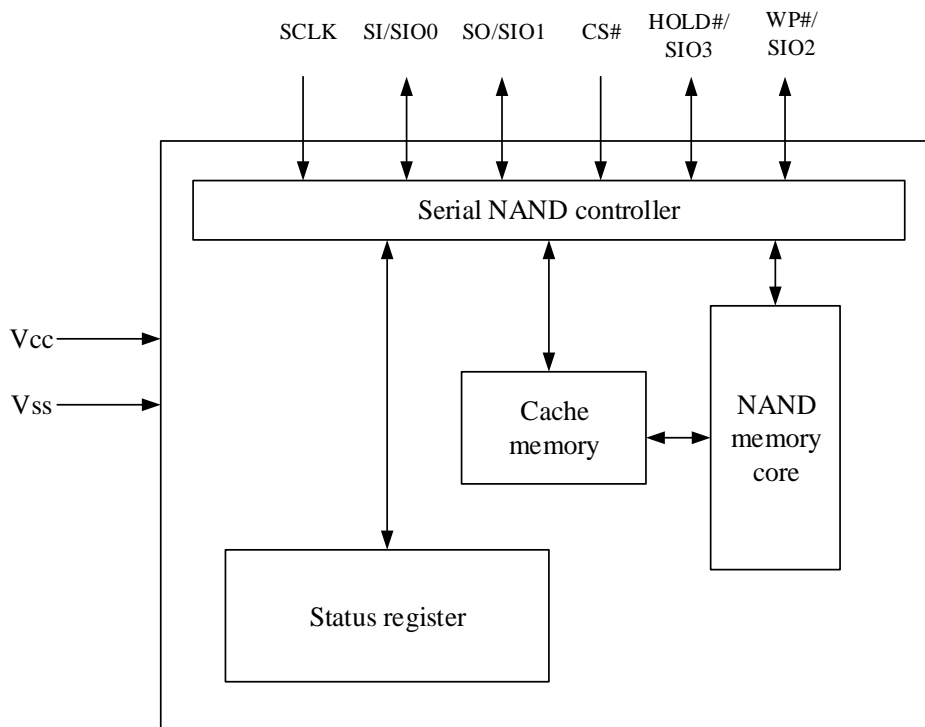 SCLK
SI/SIO0
SO/SIO1
CS#
HOLD#/
SIO3
WP#/
SIO2
Serial NAND controller
Vcc
Vss
Cache
memory
NAND
memory
core
Status register